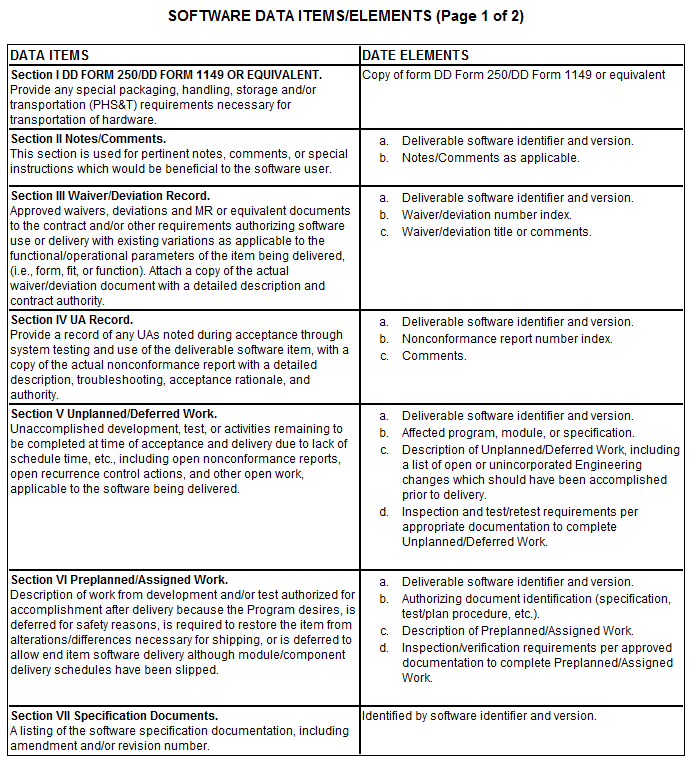 SOFTWARE DATA ITEMS/ELEMENTS (Page 1 of 2)
DATA ITEMS
DATE ELEMENTS
Section I DD FORM 250/DD FORM 1149 OR EQUIVALENT.
Provide any special packaging, handling, storage and/or
transportation (PHS&T) requirements necessary for
transportation of hardware.
Copy of form DD Form 250/DD Form 1149 or equivalent
Section II Notes/Comments.
This section is used for pertinent notes, comments, or special
instructions which would be beneficial to the software user.
a. Deliverable software identifier and version.
b. Notes/Comments as applicable.
Section III Waiver/Deviation Record.
Approved waivers, deviations and MR or equivalent documents
to the contract and/or other requirements authorizing software
use or delivery with existing variations as applicable to the
functional/operational parameters of the item being delivered,
(i.e., form, fit, or function). Attach a copy of the actual
waiver/deviation document with a detailed description and
contract authority.
a. Deliverable software identifier and version.
b. Waiver/deviation number index.
c. Waiver/deviation title or comments.
Section IV UA Record.
Provide a record of any UAs noted during acceptance through
system testing and use of the deliverable software item, with a
copy of the actual nonconformance report with a detailed
description, troubleshooting, acceptance rationale, and
authority.
a. Deliverable software identifier and version.
b. Nonconformance report number index.
c. Comments.
Section V Unplanned/Deferred Work.
Unaccomplished development, test, or activities remaining to
be completed at time of acceptance and delivery due to lack of
schedule time, etc., including open nonconformance reports,
open recurrence control actions, and other open work,
applicable to the software being delivered.
a. Deliverable software identifier and version.
b. Affected program, module, or specification.
c. Description of Unplanned/Deferred Work, including
a list of open or unincorporated Engineering
changes which should have been accomplished
prior to delivery.
d. Inspection and test/retest requirements per
appropriate documentation to complete
Unplanned/Deferred Work.
Section VI Preplanned/Assigned Work.
Description of work from development and/or test authorized for
accomplishment after delivery because the Program desires, is
deferred for safety reasons, is required to restore the item from
alterations/differences necessary for shipping, or is deferred to
allow end item software delivery although module/component
delivery schedules have been slipped.
a. Deliverable software identifier and version.
b. Authorizing document identification (specification,
test/plan procedure, etc.).
c. Description of Preplanned/Assigned Work.
d. Inspection/verification requirements per approved
documentation to complete Preplanned/Assigned
Work.
Section VII Specification Documents.
A listing of the software specification documentation, including
amendment and/or revision number.
Identified by software identifier and version.